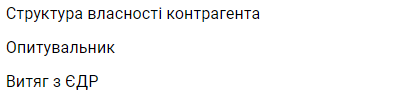 Структура власності контрагента
Опитувальник
Витяг з ЄДР